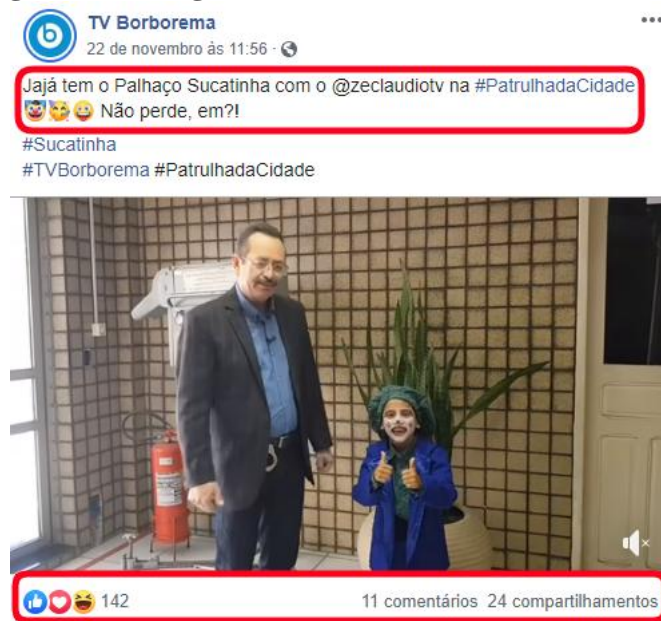 TV Borborema
22 de novembro às 11:56 ·
Jajá tem o Palhaço Sucatinha com o @zeclaudiotv na #PatrulhadaCidade
🤡🥳😀 Não perde, em?!
#Sucatinha
#TVBorborema #PatrulhadaCidade
142
11 comentários 24 compartilhamentos